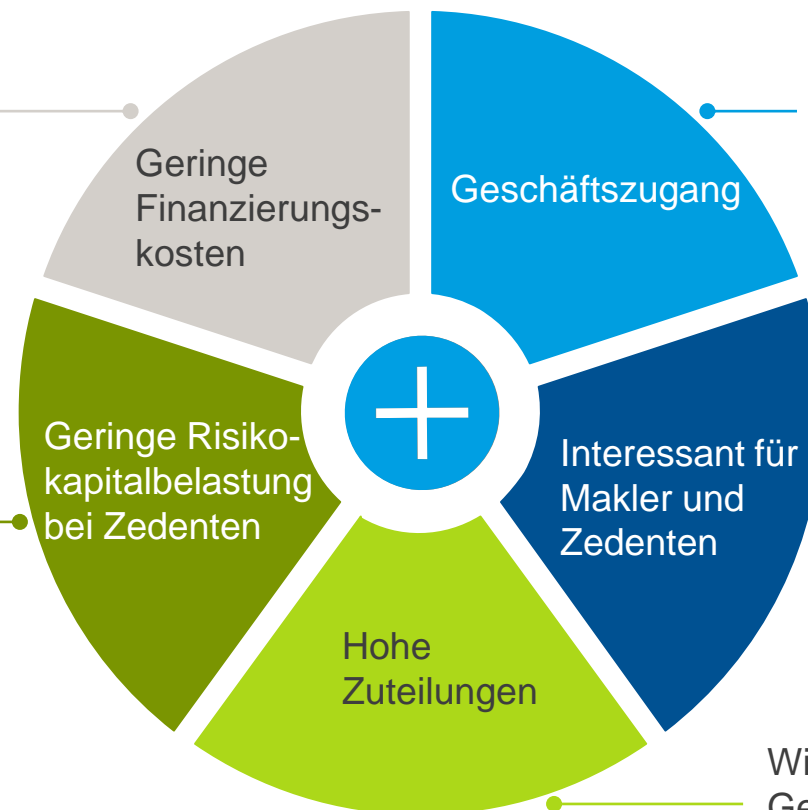 Geringe
Finanzierungs-
kosten
Geschäftszugang
Interessant für
Makler und
Zedenten
Hohe
Zuteilungen
Geringe Risiko-
kapitalbelastung
bei Zedenten